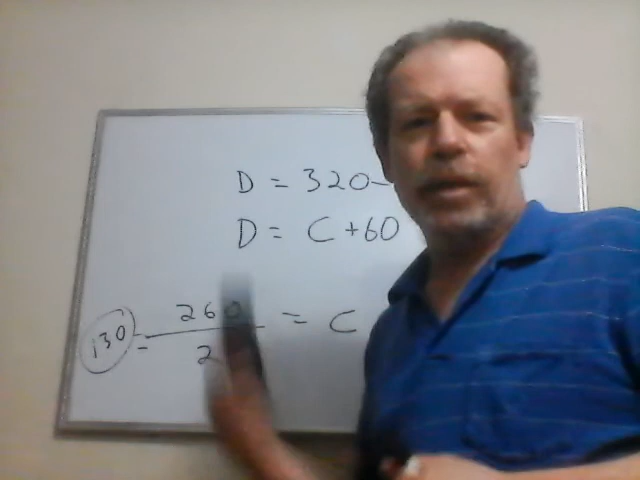 D = 320-
D = C +60
130 = 260/2 = C